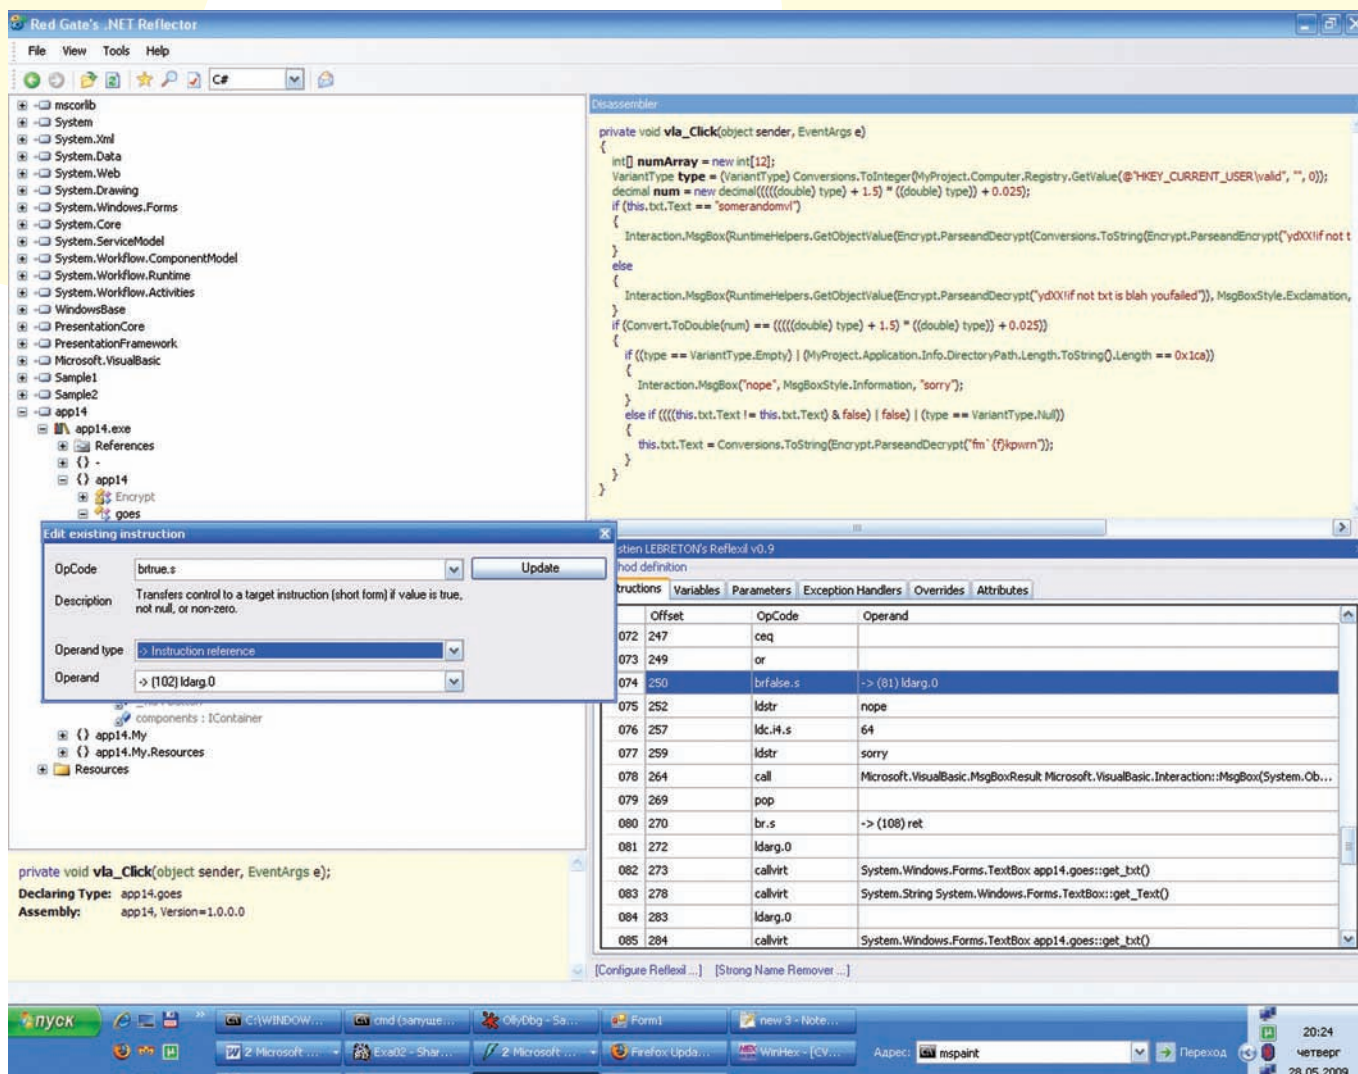 Red Gate's .NET Reflector
File View Tools Help
C#
mscorlib
System
System.Xml
System.Data
System.Web
System.Drawing
System.Windows.Forms
System.Core
System.ServiceModel
System.Workflow.ComponentModel
System.Workflow.Runtime
System.Workflow.Activities
WindowsBase
PresentationCore
PresentationFramework
Microsoft.VisualBasic
Sample1
Sample2
app14
app14.exe
References
{} -
{} app14
Encrypt
goes
components : IContainer
{} app14.My
{} app14.My.Resources
Resources
Disassembler
private void vla_Click(object sender, EventArgs e)
{
int[] numArray = new int[12];
VariantType type = (VariantType) Conversions.ToInteger(MyProject.Computer.Registry.GetValue(@"HKEY_CURRENT_USER\valid", "", 0));
decimal num = new decimal(((((double) type) + 1.5) * ((double) type)) + 0.025);
if (this.txt.Text == "somerandomvl")
{
Interaction.MsgBox(RuntimeHelpers.GetObjectValue(Encrypt.ParseandDecrypt(Conversions.ToString(Encrypt.ParseandEncrypt("ydXX!if not t
}
else
{
Interaction.MsgBox(RuntimeHelpers.GetObjectValue(Encrypt.ParseandDecrypt("ydXX!if not txt is blah youfailed")), MsgBoxStyle.Exclamation,
}
if (Convert.ToDouble(num) == (((((double) type) + 1.5) * ((double) type)) + 0.025))
{
if ((type == VariantType.Empty) | (MyProject.Application.Info.DirectoryPath.Length.ToString().Length == 0x1ca))
{
Interaction.MsgBox("nope", MsgBoxStyle.Information, "sorry");
}
else if ((((this.txt.Text != this.txt.Text) & false) | false) | (type == VariantType.Null))
{
this.txt.Text = Conversions.ToString(Encrypt.ParseandDecrypt("fm`{f}kpwrn"));
}
}
}
Edit existing instruction
OpCode brtrue.s Update
Description Transfers control to a target instruction (short form) if value is true,
not null, or non-zero.
Operand type -> Instruction reference
Operand -> (102) ldarg.0
stien LEBRETON's Reflexil v0.9
hod definition
tructions Variables Parameters Exception Handlers Overrides Attributes
Offset OpCode Operand
072 247 ceq
073 249 or
074 250 brfalse.s -> (81) ldarg.0
075 252 ldstr nope
076 257 ldc.i4.s 64
077 259 ldstr sorry
078 264 call Microsoft.VisualBasic.MsgBoxResult Microsoft.VisualBasic.Interaction::MsgBox(System.Ob...
079 269 pop
080 270 br.s -> (108) ret
081 272 ldarg.0
082 273 callvirt System.Windows.Forms.TextBox app14.goes::get_txt()
083 278 callvirt System.String System.Windows.Forms.TextBox::get_Text()
084 283 ldarg.0
085 284 callvirt System.Windows.Forms.TextBox app14.goes::get_txt()
[Configure Reflexil ...] [Strong Name Remover ...]
private void vla_Click(object sender, EventArgs e);
Declaring Type: app14.goes
Assembly: app14, Version=1.0.0.0
пуск C:\WINDOW... cmd (запуще... OllyDbg - Sa... Form1 new 3 - Note... 20:24
2 Microsoft ... Exa02 - Shar... 2 Microsoft ... Firefox Upda... WinHex - [CV... Адрес: mspaint Переход четверг
28.05.2009